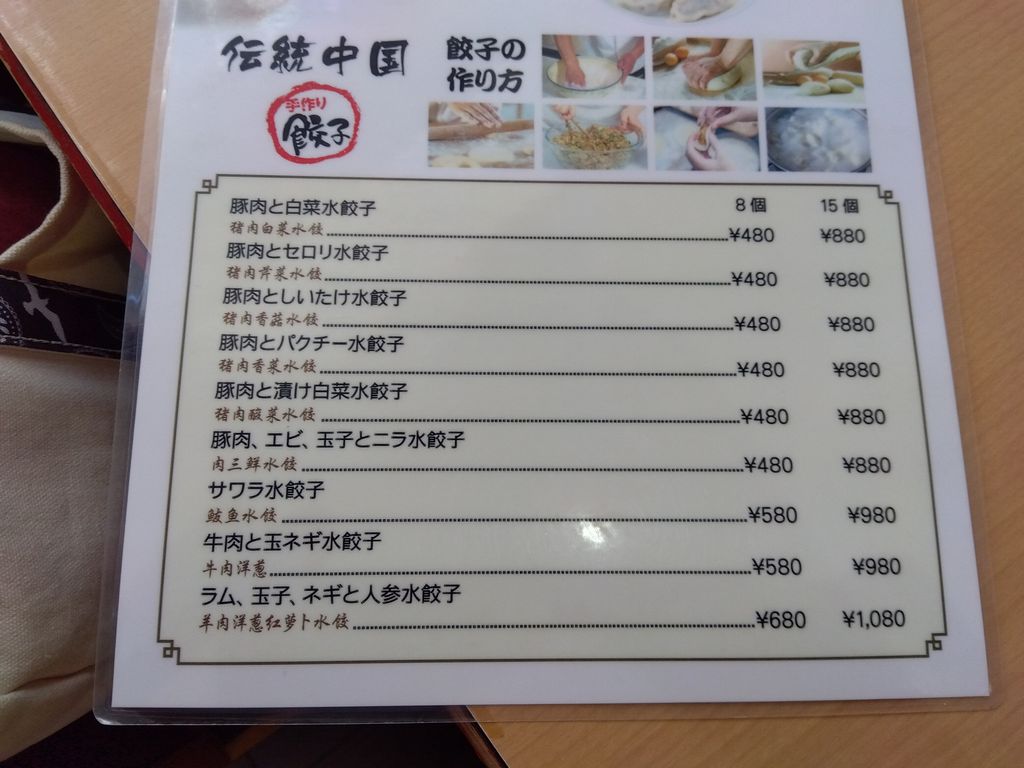 伝統中国
手作り
餃子
餃子の
作り方
8個 15個
豚肉と白菜水餃子
猪肉白菜水饺 ¥480 ¥880
豚肉とセロリ水餃子
猪肉芹菜水饺 ¥480 ¥880
豚肉としいたけ水餃子
猪肉香菇水饺 ¥480 ¥880
豚肉とパクチー水餃子
猪肉香菜水饺 ¥480 ¥880
豚肉と漬け白菜水餃子
猪肉酸菜水饺 ¥480 ¥880
豚肉、エビ、玉子とニラ水餃子
肉三鲜水饺 ¥480 ¥880
サワラ水餃子
鲅鱼水饺 ¥580 ¥980
牛肉と玉ネギ水餃子
牛肉洋葱 ¥580 ¥980
ラム、玉子、ネギと人参水餃子
羊肉洋葱红萝卜水饺 ¥680 ¥1,080